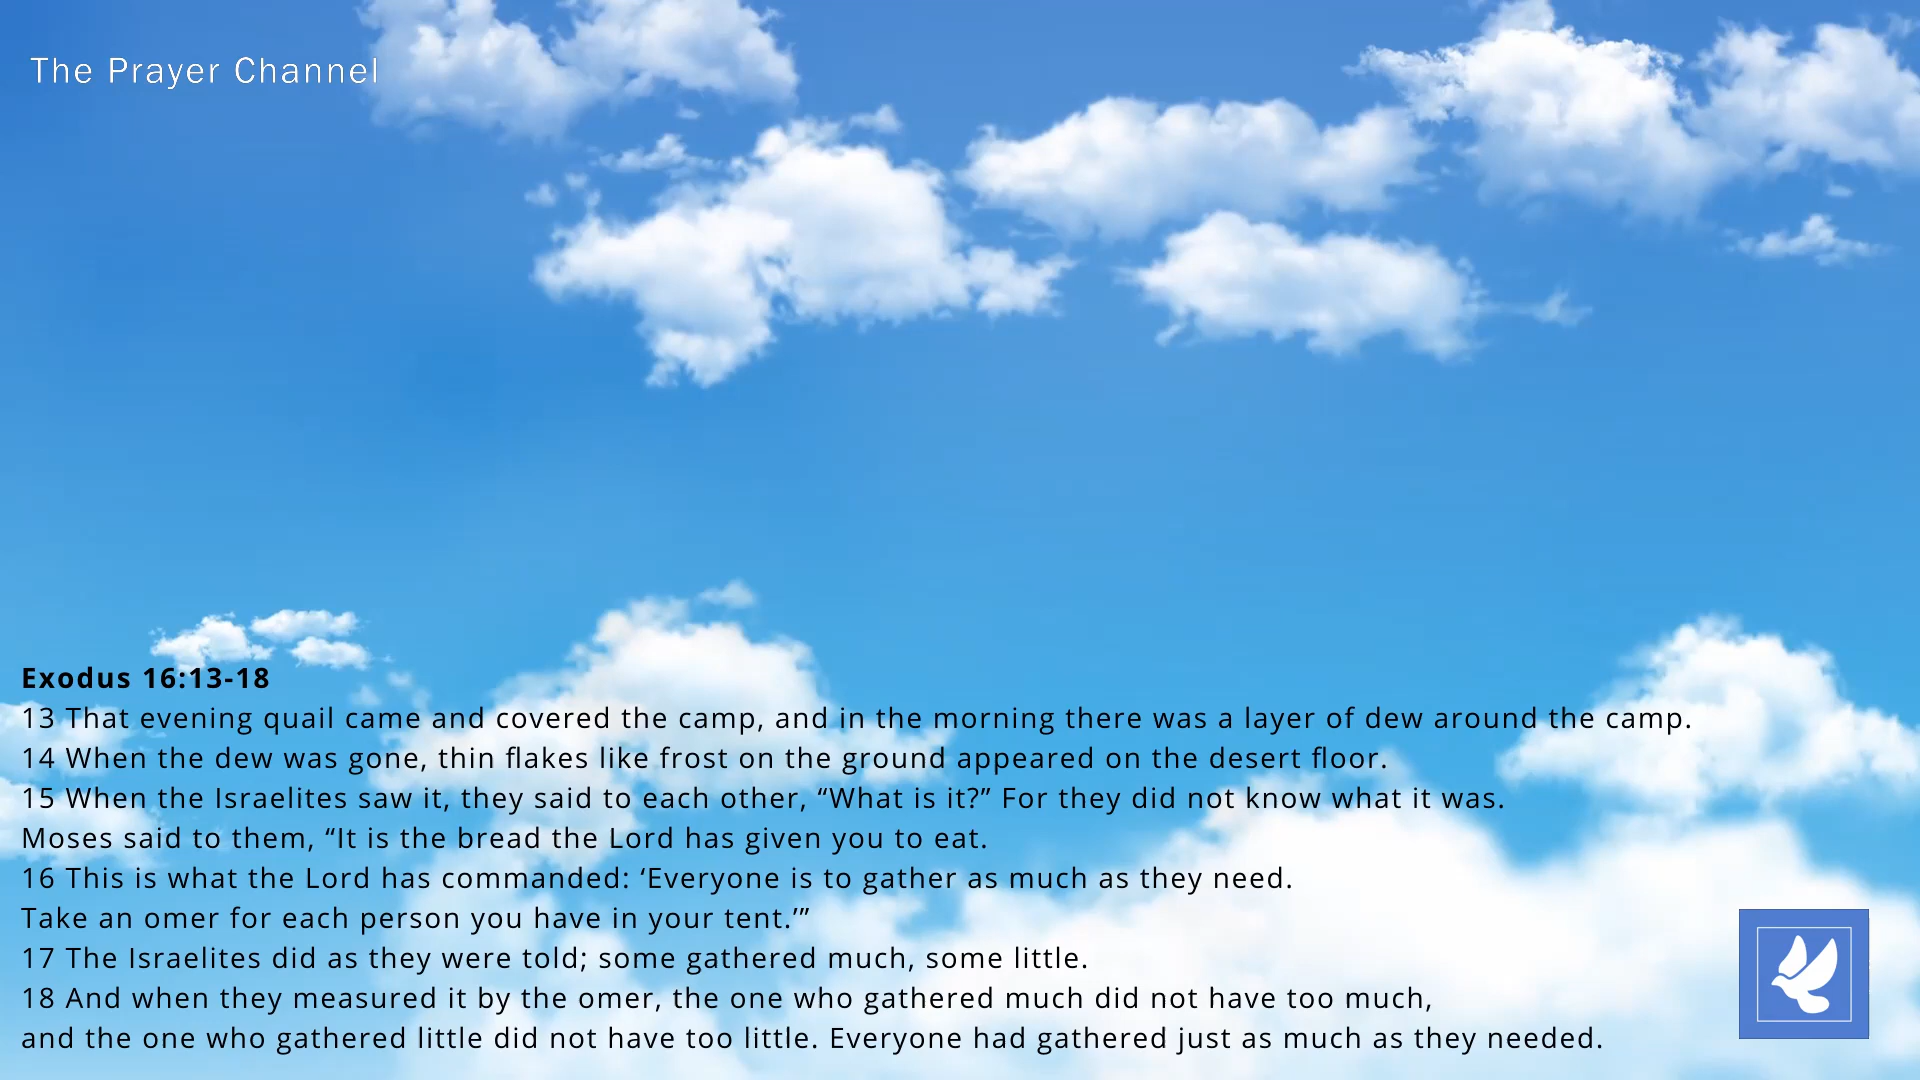 The Prayer Channel
Exodus 16:13-18
13 That evening quail came and covered the camp, and in the morning there was a layer of dew around the camp.
14 When the dew was gone, thin flakes like frost on the ground appeared on the desert floor.
15 When the Israelites saw it, they said to each other, “What is it?” For they did not know what it was.
Moses said to them, “It is the bread the Lord has given you to eat.
16 This is what the Lord has commanded: ‘Everyone is to gather as much as they need.
Take an omer for each person you have in your tent.’”
17 The Israelites did as they were told; some gathered much, some little.
18 And when they measured it by the omer, the one who gathered much did not have too much,
and the one who gathered little did not have too little. Everyone had gathered just as much as they needed.